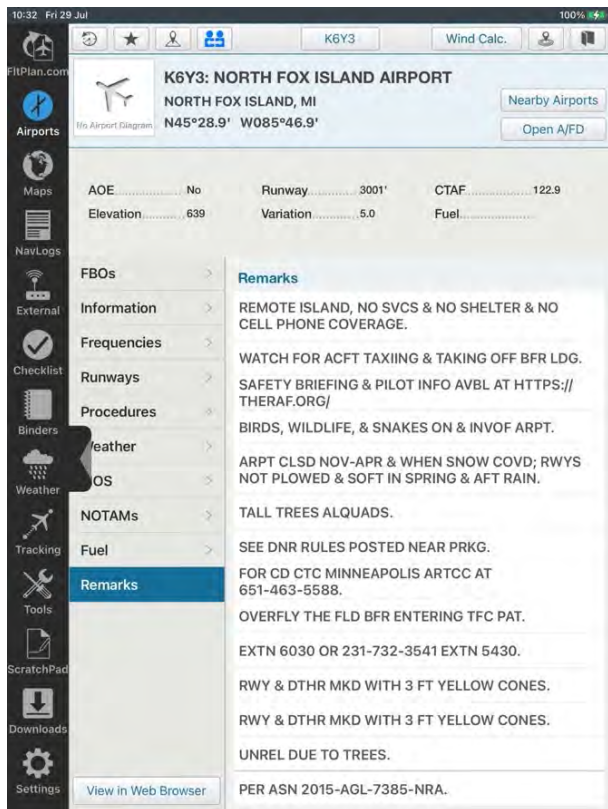 10:32 Fri 29 Jul
100%
K6Y3
Wind Calc.
FltPlan.com
Airports
Maps
NavLogs
External
Checklist
Binders
Weather
Tracking
Tools
ScratchPad
Downloads
Settings
No Airport Diagram
K6Y3: NORTH FOX ISLAND AIRPORT
NORTH FOX ISLAND, MI
N45°28.9' W085°46.9'
Nearby Airports
Open A/FD
AOE No
Runway 3001'
CTAF 122.9
Elevation 639
Variation 5.0
Fuel
FBOs
Information
Frequencies
Runways
Procedures
eather
OS
NOTAMs
Fuel
Remarks
View in Web Browser
Remarks
REMOTE ISLAND, NO SVCS & NO SHELTER & NO
CELL PHONE COVERAGE.
WATCH FOR ACFT TAXIING & TAKING OFF BFR LDG.
SAFETY BRIEFING & PILOT INFO AVBL AT HTTPS://
THERAF.ORG/
BIRDS, WILDLIFE, & SNAKES ON & INVOF ARPT.
ARPT CLSD NOV-APR & WHEN SNOW COVD; RWYS
NOT PLOWED & SOFT IN SPRING & AFT RAIN.
TALL TREES ALQUADS.
SEE DNR RULES POSTED NEAR PRKG.
FOR CD CTC MINNEAPOLIS ARTCC AT
651-463-5588.
OVERFLY THE FLD BFR ENTERING TFC PAT.
EXTN 6030 OR 231-732-3541 EXTN 5430.
RWY & DTHR MKD WITH 3 FT YELLOW CONES.
RWY & DTHR MKD WITH 3 FT YELLOW CONES.
UNREL DUE TO TREES.
PER ASN 2015-AGL-7385-NRA.